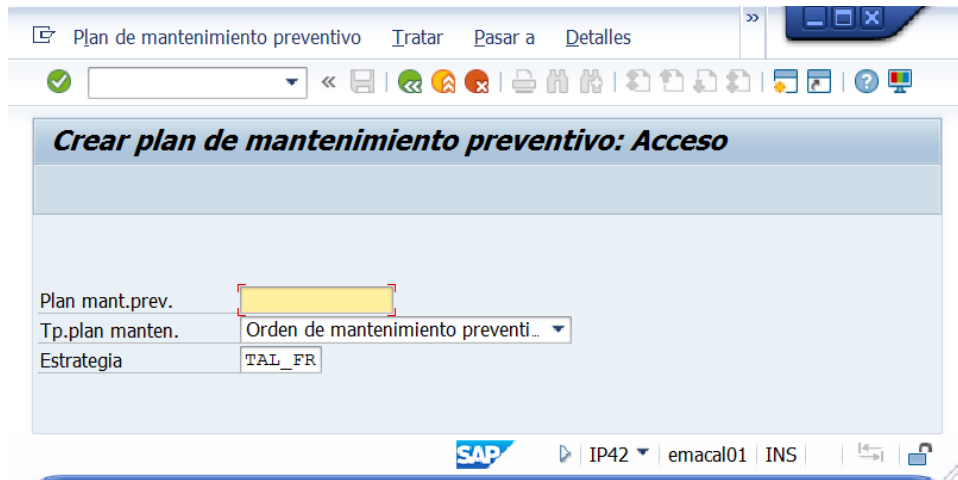 Plan de mantenimiento preventivo Tratar Pasar a Detalles »
«
Crear plan de mantenimiento preventivo: Acceso
Plan mant.prev.
Tp.plan manten. Orden de mantenimiento preventi…
Estrategia TAL_FR
SAP IP42 emacal01 INS